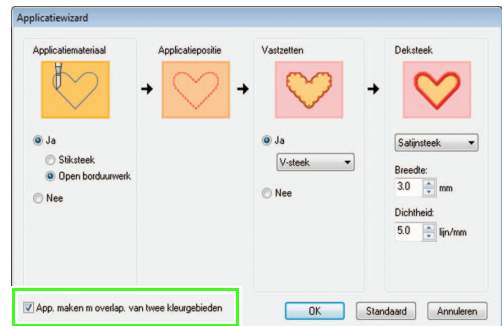 Applicatiewizard
Applicatiemateriaal
Applicatiepositie
Vastzetten
Deksteek
Ja
Stiksteek
Open borduurwerk
Nee
Ja
V-steek
Nee
Satijnsteek
Breedte:
3.0 mm
Dichtheid:
5.0 lijn/mm
App. maken m overlap. van twee kleurgebieden
OK
Standaard
Annuleren